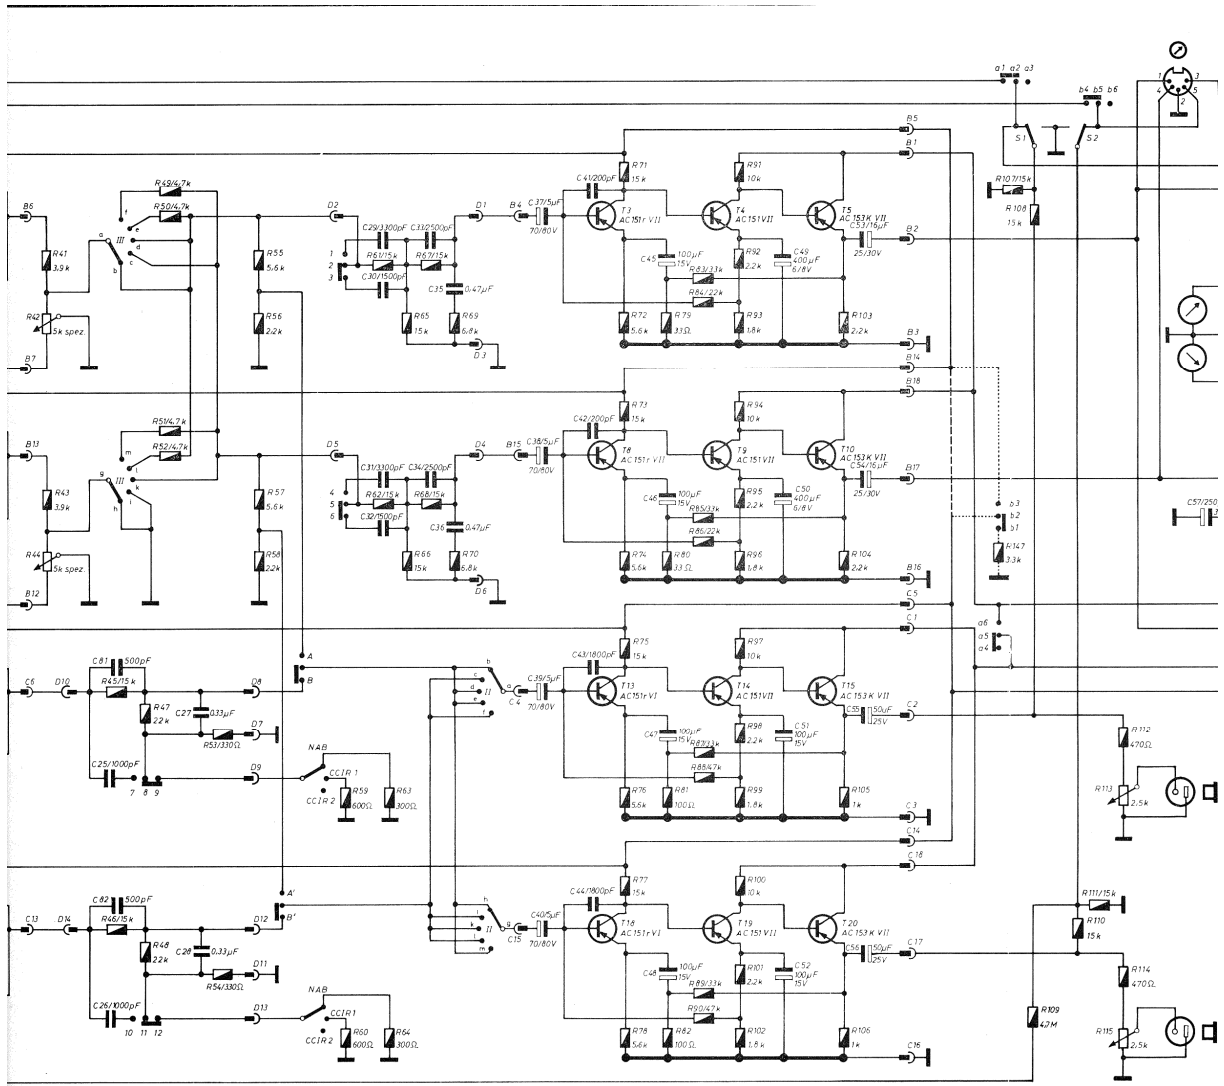 a1 a2 a3
b4 b5 b6
1 3
4 5
2
S1 S2
B5
B1
R71
15k
R91
10k
C41/200pF
R107/15k
R108
15k
R49/4,7k
R50/4,7k
f
e
d
c
b
a
III
B6
D2
D1
B4
C37/5µF
70/80V
T3
AC151r VII
T4
AC151 VII
T5
AC153K VII
C53/16µF
25/30V
B2
R41
3,9k
R55
5,6k
C29/3300pF
C33/2500pF
R61/15k
R67/15k
C30/1500pF
1
2
3
C35
0,47µF
C45
100µF
15V
R92
2,2k
C49
400µF
6/8V
R83/33k
R84/22k
R42
5k spez.
R56
2,2k
R65
15k
R69
6,8k
R72
5,6k
R79
33Ω
R93
1,8k
R103
2,2k
B7
D3
B3
B14
B18
R73
15k
R94
10k
C42/200pF
R51/4,7k
R52/4,7k
m
l
k
i
h
g
III
B13
D5
D4
B15
C38/5µF
70/80V
T8
AC151r VII
T9
AC151 VII
T10
AC153K VII
C54/16µF
25/30V
B17
R43
3,9k
R57
5,6k
C31/3300pF
C34/2500pF
R62/15k
R68/15k
C32/1500pF
4
5
6
C36
0,47µF
C46
100µF
15V
R95
2,2k
C50
400µF
6/8V
R85/33k
R86/22k
b3
b2
b1
C57/250
R147
3,3k
R44
5k spez.
R58
2,2k
R66
15k
R70
6,8k
R74
5,6k
R80
33Ω
R96
1,8k
R104
2,2k
B12
D6
B16
C5
C1
a6
a5
a4
R75
15k
R97
10k
C43/1800pF
A
B
C81
500pF
R45/15k
C6
D10
D8
b
c
d
e
f
a
II
C4
C39/5µF
70/80V
T13
AC151r VI
T14
AC151 VII
T15
AC153K VII
C55
50µF
25V
C2
R47
22k
C27
0,33µF
D7
R53/330Ω
C25/1000pF
7 8 9
D9
NAB
CCIR 1
CCIR 2
R59
600Ω
R63
300Ω
C47
100µF
15V
R98
2,2k
C51
100µF
15V
R87/33k
R88/47k
R76
5,6k
R81
100Ω
R99
1,8k
R105
1k
R112
470Ω
R113
2,5k
C3
C14
C18
R77
15k
R100
10k
C44/1800pF
A'
B'
C82
500pF
R46/15k
C13
D14
D12
h
i
k
l
m
g
II
C15
C40/5µF
70/80V
T18
AC151r VI
T19
AC151 VII
T20
AC153K VII
C56
50µF
25V
C17
R111/15k
R110
15k
R48
22k
C28
0,33µF
D11
R54/330Ω
C26/1000pF
10 11 12
D13
NAB
CCIR1
CCIR 2
R60
600Ω
R64
300Ω
C48
100µF
15V
R101
2,2k
C52
100µF
15V
R89/33k
R90/47k
R78
5,6k
R82
100Ω
R102
1,8k
R106
1k
R109
4,7M
R114
470Ω
R115
2,5k
C16